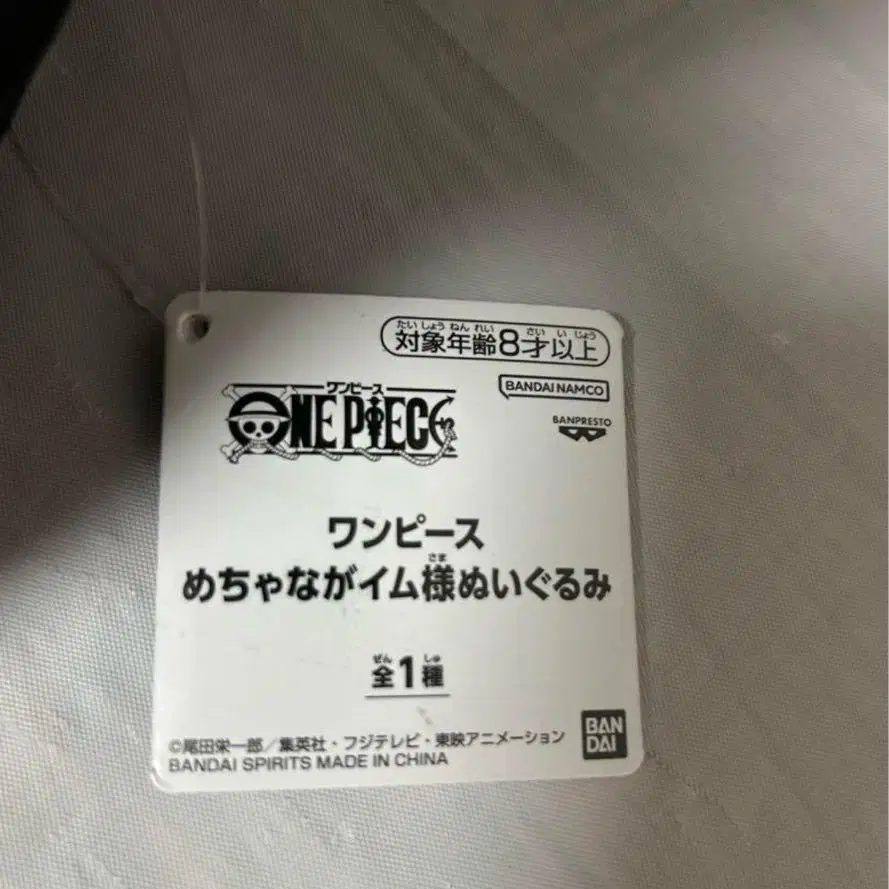 対象年齢8才以上
たいしょうねんれい さいいじょう
BANDAI NAMCO
ワンピース
ONE PIECE
BANPRESTO
ワンピース
めちゃながイム様ぬいぐるみ
さま
全1種
ぜん しゅ
©尾田栄一郎／集英社・フジテレビ・東映アニメーション
BANDAI SPIRITS MADE IN CHINA
BAN
DAI